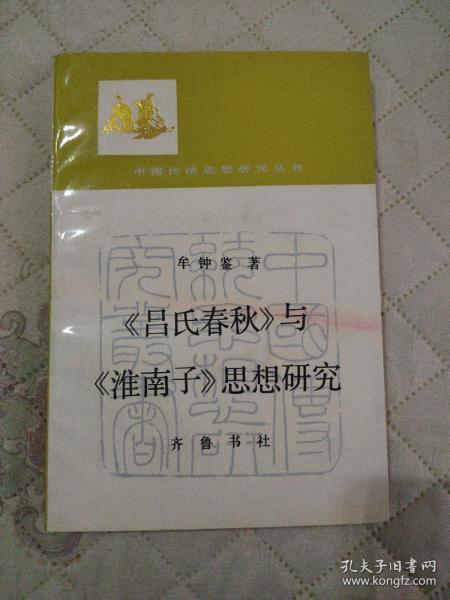 中国传统思想研究丛书
牟钟鉴 著
《吕氏春秋》与
《淮南子》思想研究
齐鲁书社
孔夫子旧书网
www.kongfz.com